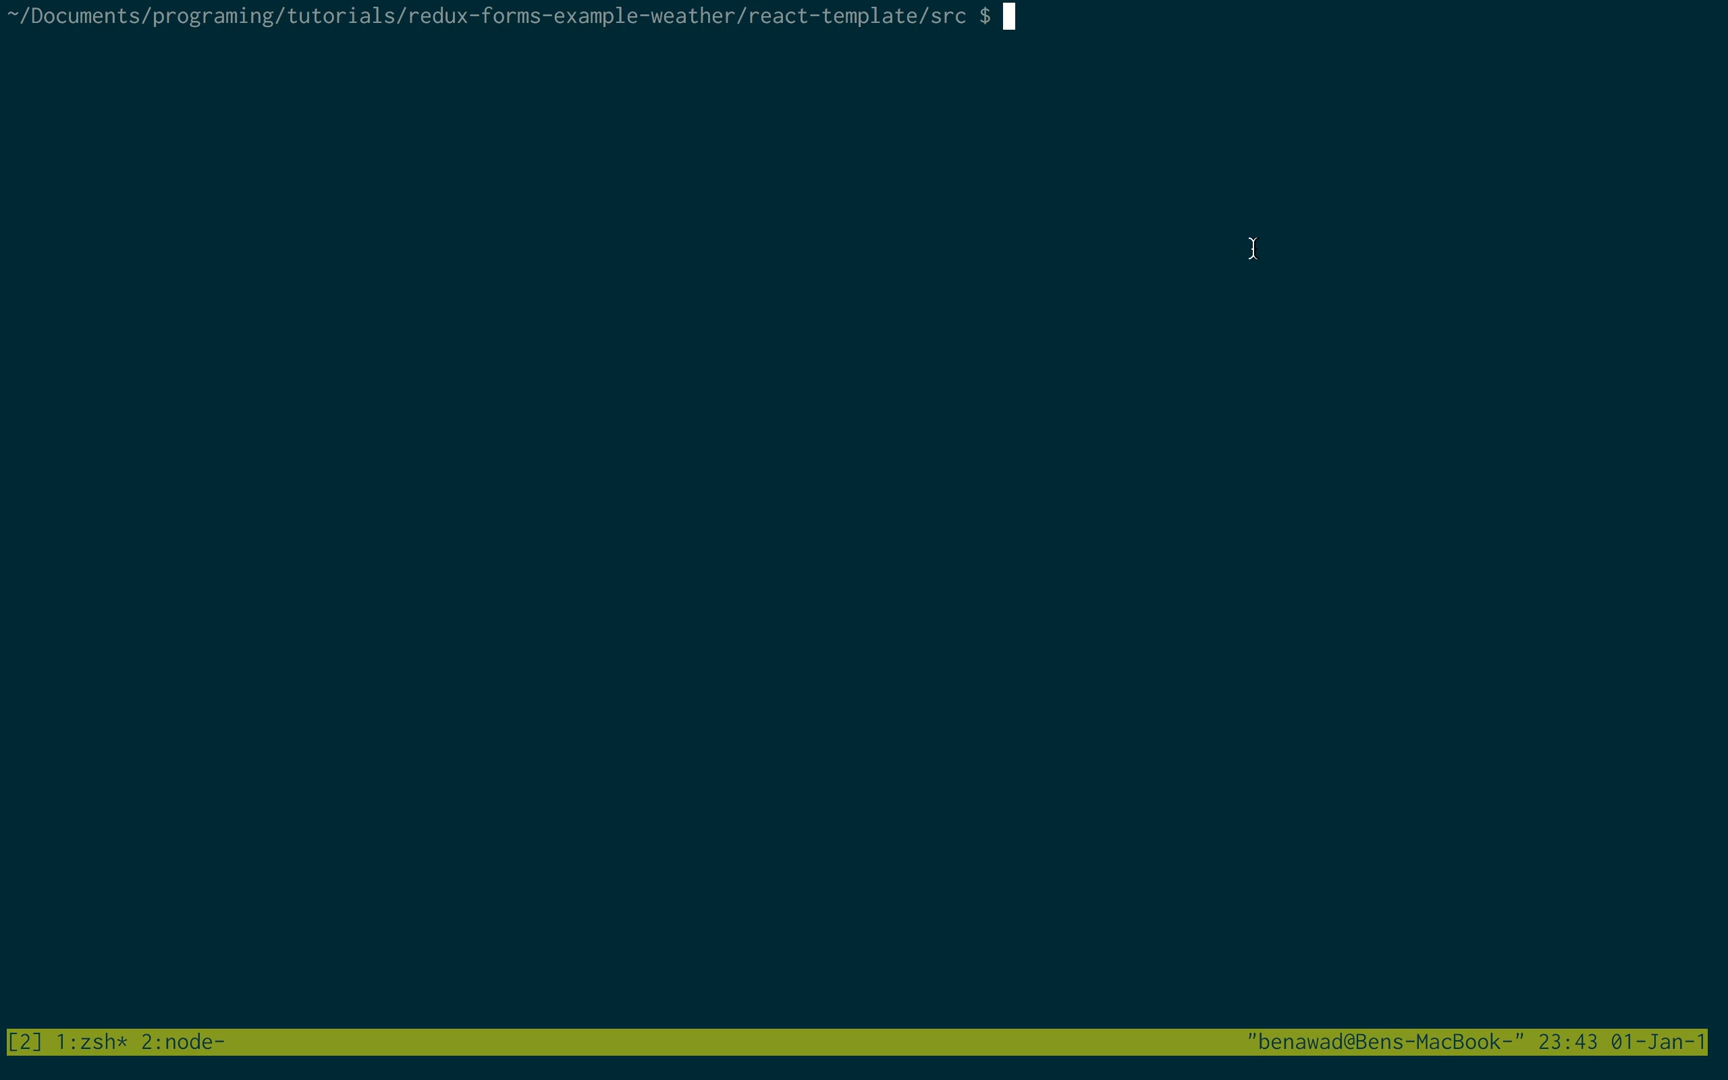 ~/Documents/programing/tutorials/redux-forms-example-weather/react-template/src $
[2] 1:zsh* 2:node- "benawad@Bens-MacBook-" 23:43 01-Jan-1